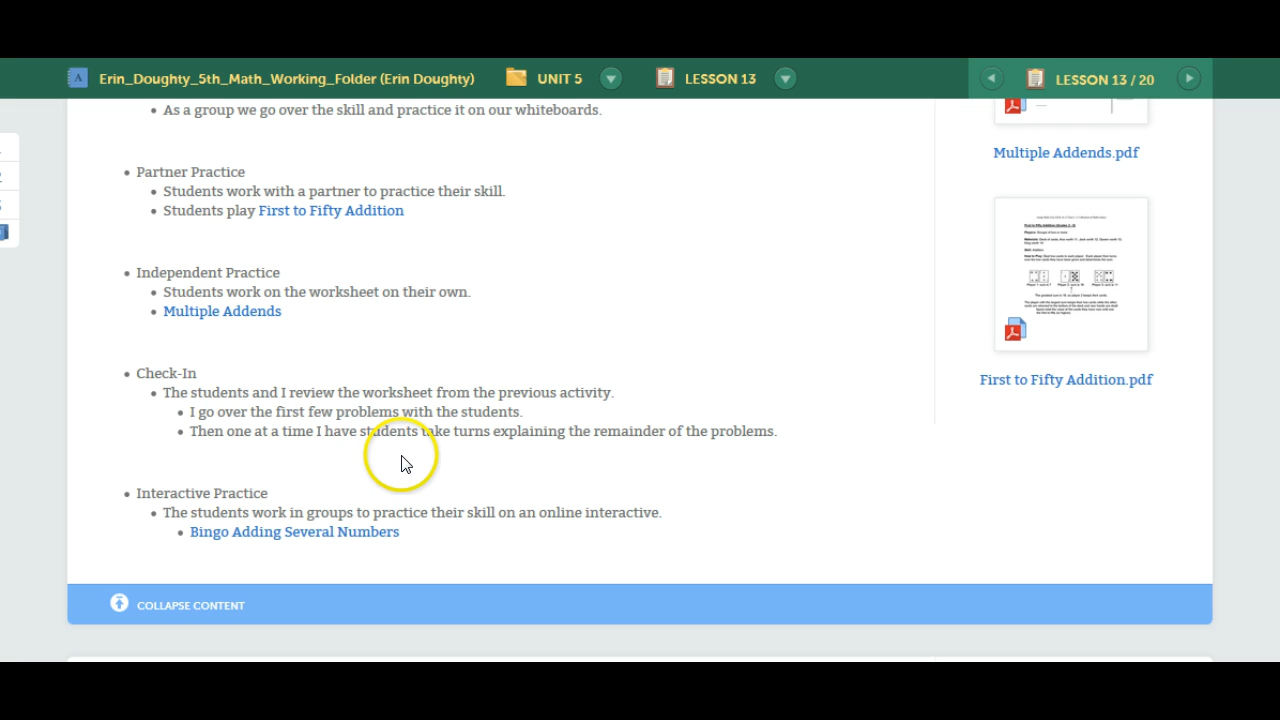 Erin_Doughty_5th_Math_Working_Folder (Erin Doughty) UNIT 5 LESSON 13 LESSON 13 / 20
As a group we go over the skill and practice it on our whiteboards.
Partner Practice
Students work with a partner to practice their skill.
Students play First to Fifty Addition
Independent Practice
Students work on the worksheet on their own.
Multiple Addends
Check-In
The students and I review the worksheet from the previous activity.
I go over the first few problems with the students.
Then one at a time I have students take turns explaining the remainder of the problems.
Interactive Practice
The students work in groups to practice their skill on an online interactive.
Bingo Adding Several Numbers
COLLAPSE CONTENT
Multiple Addends.pdf
First to Fifty Addition.pdf